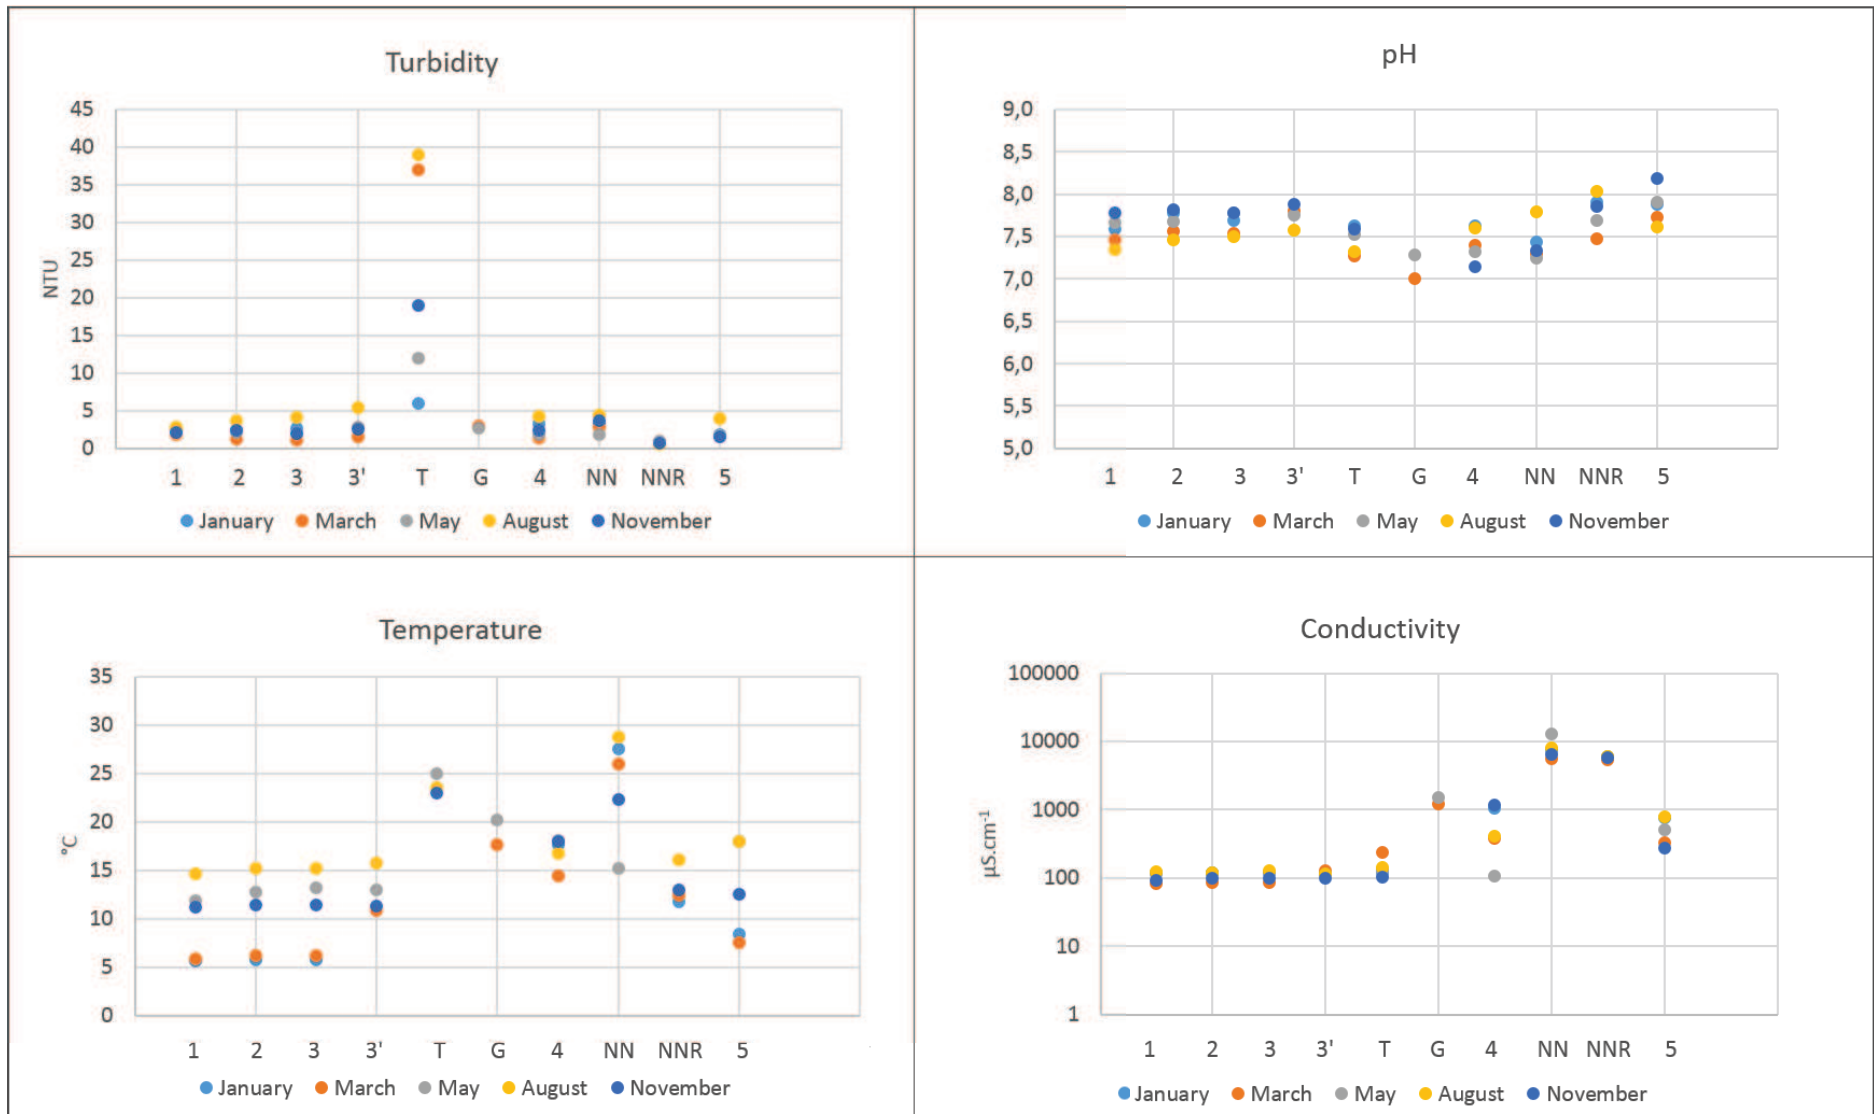 Turbidity
45
40
35
30
25
20
15
10
5
0
NTU
1 2 3 3' T G 4 NN NNR 5
January March May August November
pH
9,0
8,5
8,0
7,5
7,0
6,5
6,0
5,5
5,0
1 2 3 3' T G 4 NN NNR 5
January March May August November
Temperature
35
30
25
20
15
10
5
0
°C
1 2 3 3' T G 4 NN NNR 5
January March May August November
Conductivity
100000
10000
1000
100
10
1
µS.cm⁻¹
1 2 3 3' T G 4 NN NNR 5
January March May August November